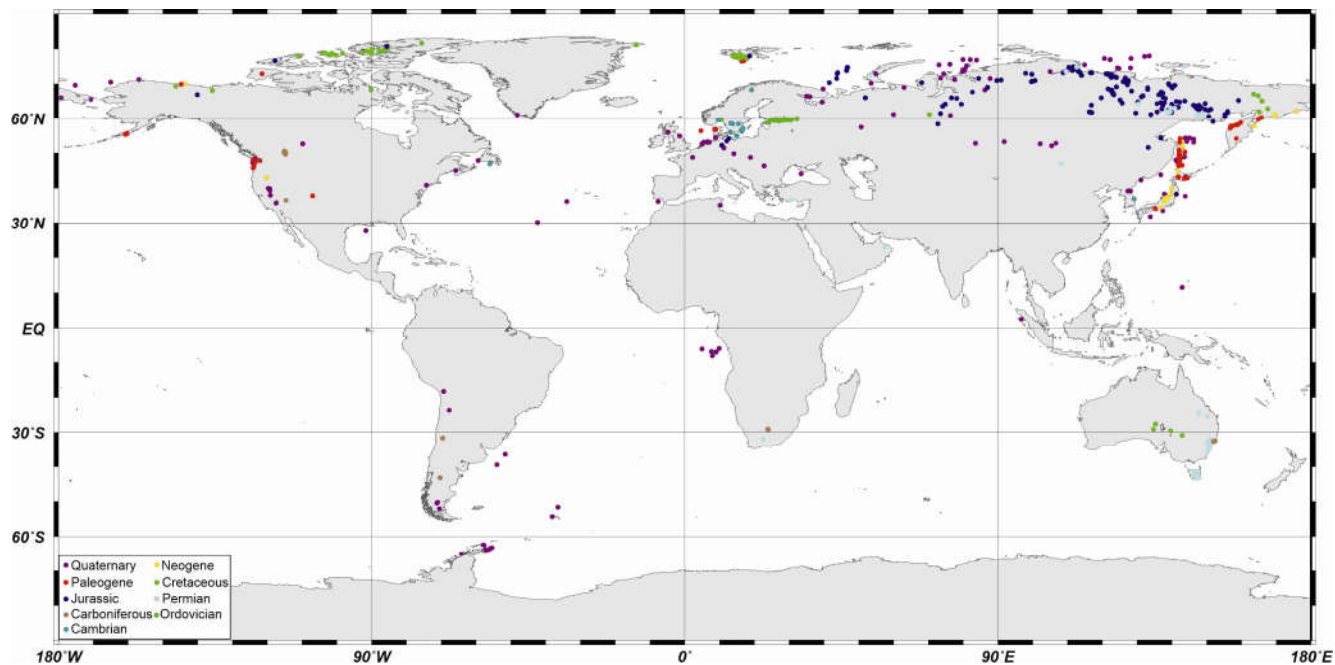 60˚N
30˚N
EQ
30˚S
60˚S
Quaternary Neogene
Paleogene Cretaceous
Jurassic Permian
Carboniferous Ordovician
Cambrian
180˚W 90˚W 0˚ 90˚E 180˚E